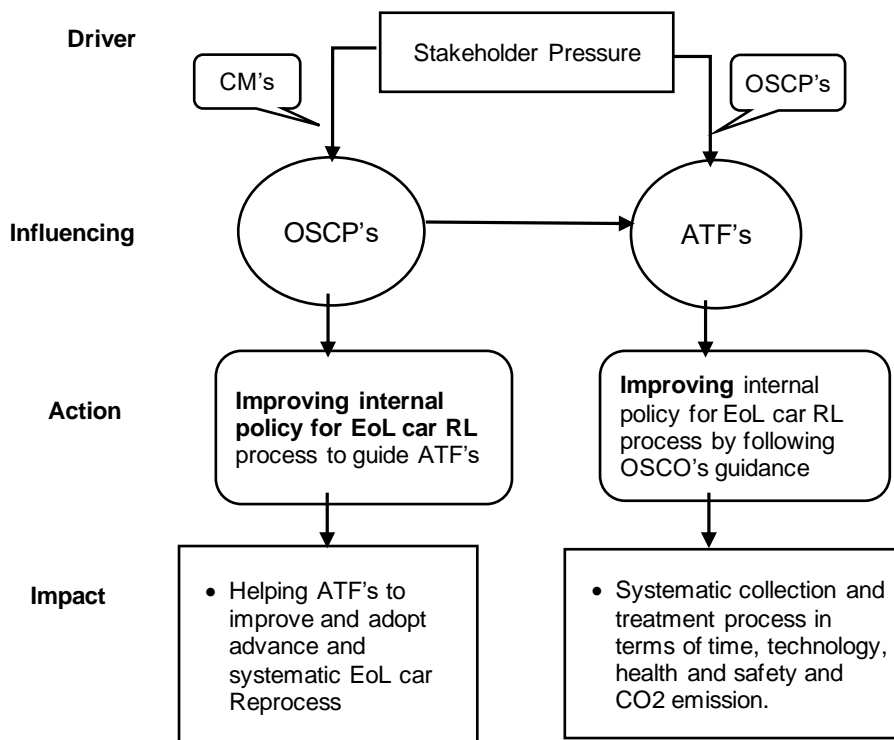 Driver
Stakeholder Pressure
CM's
OSCP's
Influencing
OSCP's
ATF's
Action
Improving internal
policy for EoL car RL
process to guide ATF's
Improving internal
policy for EoL car RL
process by following
OSCO's guidance
Impact
• Helping ATF's to
improve and adopt
advance and
systematic EoL car
Reprocess
• Systematic collection and
treatment process in
terms of time, technology,
health and safety and
CO2 emission.